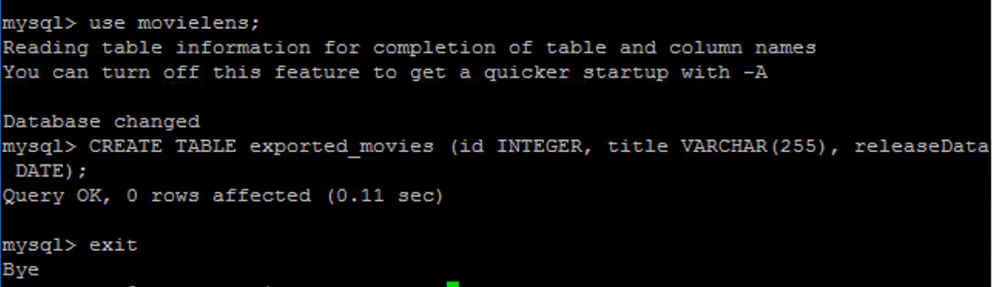 mysql> use movielens;
Reading table information for completion of table and column names
You can turn off this feature to get a quicker startup with -A
Database changed
mysql> CREATE TABLE exported_movies (id INTEGER, title VARCHAR(255), releaseData
DATE);
Query OK, 0 rows affected (0.11 sec)
mysql> exit
Bye